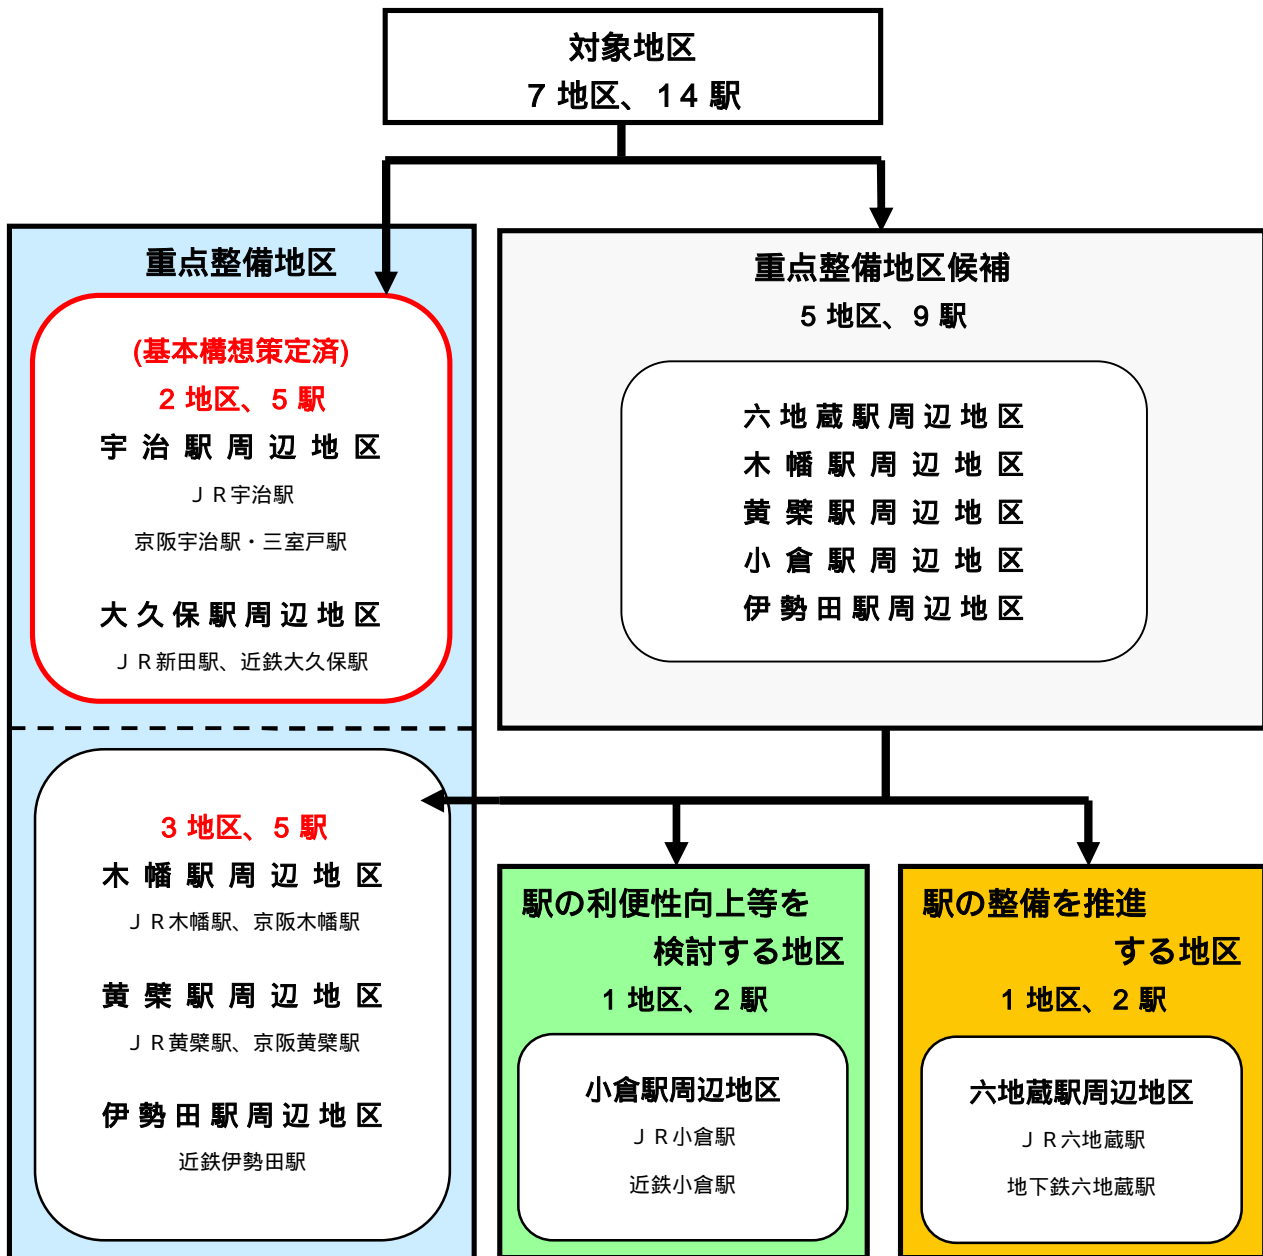 対象地区
7 地区、14 駅
重点整備地区
(基本構想策定済)
2 地区、5 駅
宇治駅周辺地区
ＪＲ宇治駅
京阪宇治駅・三室戸駅
大久保駅周辺地区
ＪＲ新田駅、近鉄大久保駅
重点整備地区候補
5 地区、9 駅
六地蔵駅周辺地区
木幡駅周辺地区
黄檗駅周辺地区
小倉駅周辺地区
伊勢田駅周辺地区
3 地区、5 駅
木幡駅周辺地区
ＪＲ木幡駅、京阪木幡駅
黄檗駅周辺地区
ＪＲ黄檗駅、京阪黄檗駅
伊勢田駅周辺地区
近鉄伊勢田駅
駅の利便性向上等を
検討する地区
1 地区、2 駅
小倉駅周辺地区
ＪＲ小倉駅
近鉄小倉駅
駅の整備を推進
する地区
1 地区、2 駅
六地蔵駅周辺地区
ＪＲ六地蔵駅
地下鉄六地蔵駅